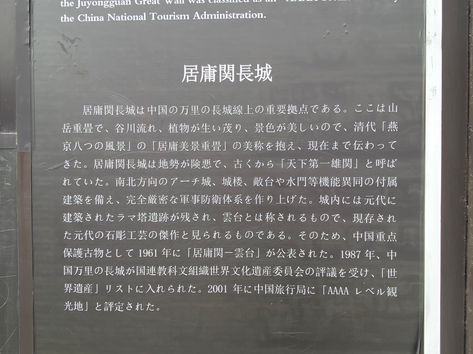 the Juyongguan Great Wall was classified as an
the China National Tourism Administration.
居庸関長城
居庸関長城は中国の万里の長城線上の重要拠点である。ここは山
岳重畳で、谷川流れ、植物が生い茂り、景色が美しいので、清代「燕
京八つの風景」の「居庸美景重畳」の美称を抱え、現在まで伝わって
きた。居庸関長城は地勢が険悪で、古くから「天下第一雄関」と呼ば
れていた。南北方向のアーチ城、城楼、敵台や水門等機能異同の付属
建築を備え、完全厳密な軍事防衛体系を作り上げた。城内には元代に
建築されたラマ塔遺跡が残され、雲台とは称されるもので、現存され
た元代の石彫工芸の傑作と見られるものである。そのため、中国重点
保護古物として 1961 年に「居庸関－雲台」が公表された。1987 年、中
国万里の長城が国連教科文組織世界文化遺産委員会の評議を受け、「世
界遺産」リストに入れられた。2001 年に中国旅行局に「AAAA レベル観
光地」と評定された。